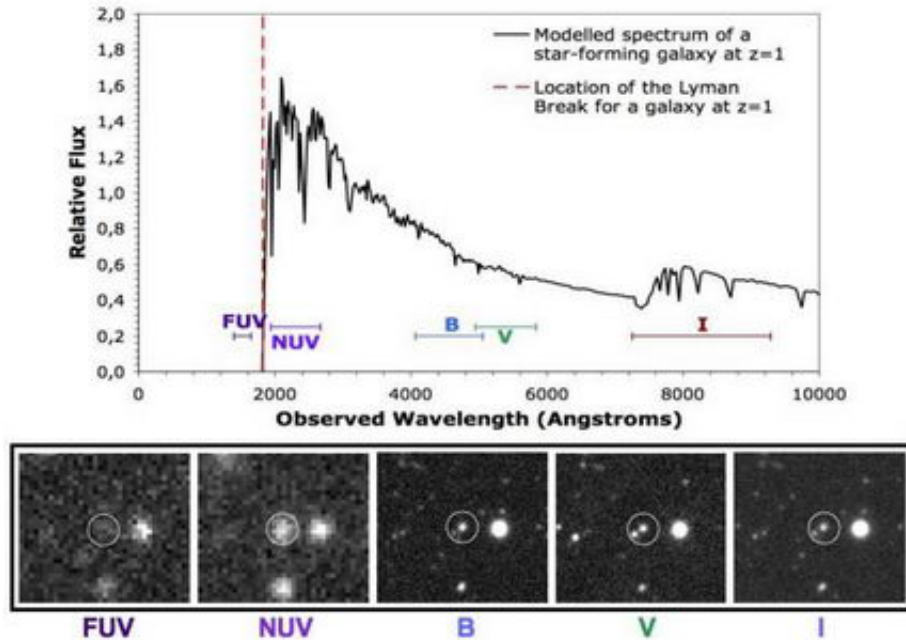 2,0
1,8
1,6
1,4
1,2
1,0
0,8
0,6
0,4
0,2
0
Relative Flux
Modelled spectrum of a
star-forming galaxy at z=1
Location of the Lyman
Break for a galaxy at z=1
FUV
NUV
B
V
I
0 2000 4000 6000 8000 10000
Observed Wavelength (Angstroms)
FUV NUV B V I